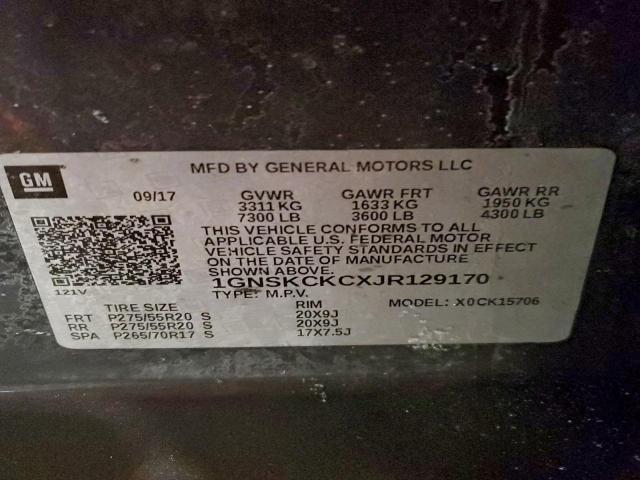 GM
MFD BY GENERAL MOTORS LLC
09/17 GVWR GAWR FRT GAWR RR
3311 KG 1633 KG 1950 KG
7300 LB 3600 LB 4300 LB
THIS VEHICLE CONFORMS TO ALL
APPLICABLE U.S. FEDERAL MOTOR
VEHICLE SAFETY STANDARDS IN EFFECT
ON THE DATE OF MANUFACTURE
SHOWN ABOVE.
1GNSKCKCXJR129170
121V TYPE: M.P.V. MODEL: X0CK15706
TIRE SIZE RIM
FRT P275/55R20 S 20X9J
RR P275/55R20 S 20X9J
SPA P265/70R17 S 17X7.5J